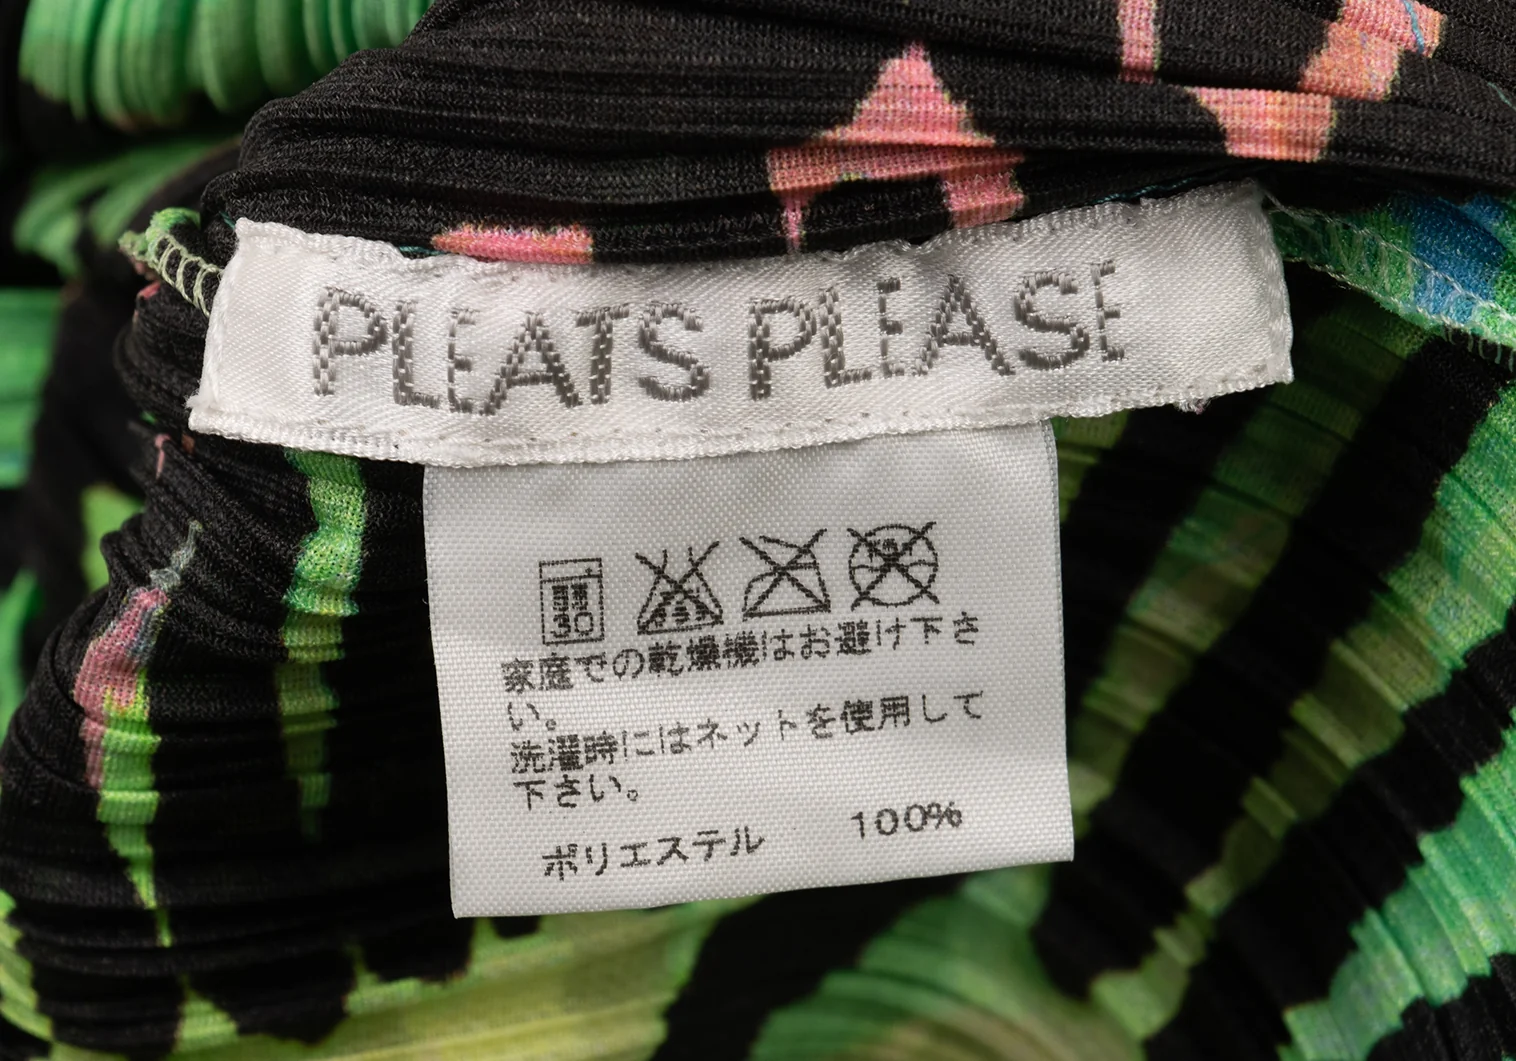 PLEATS PLEASE
30
家庭での乾燥機はお避け下さ
い。
洗濯時にはネットを使用して
下さい。
ポリエステル 100%